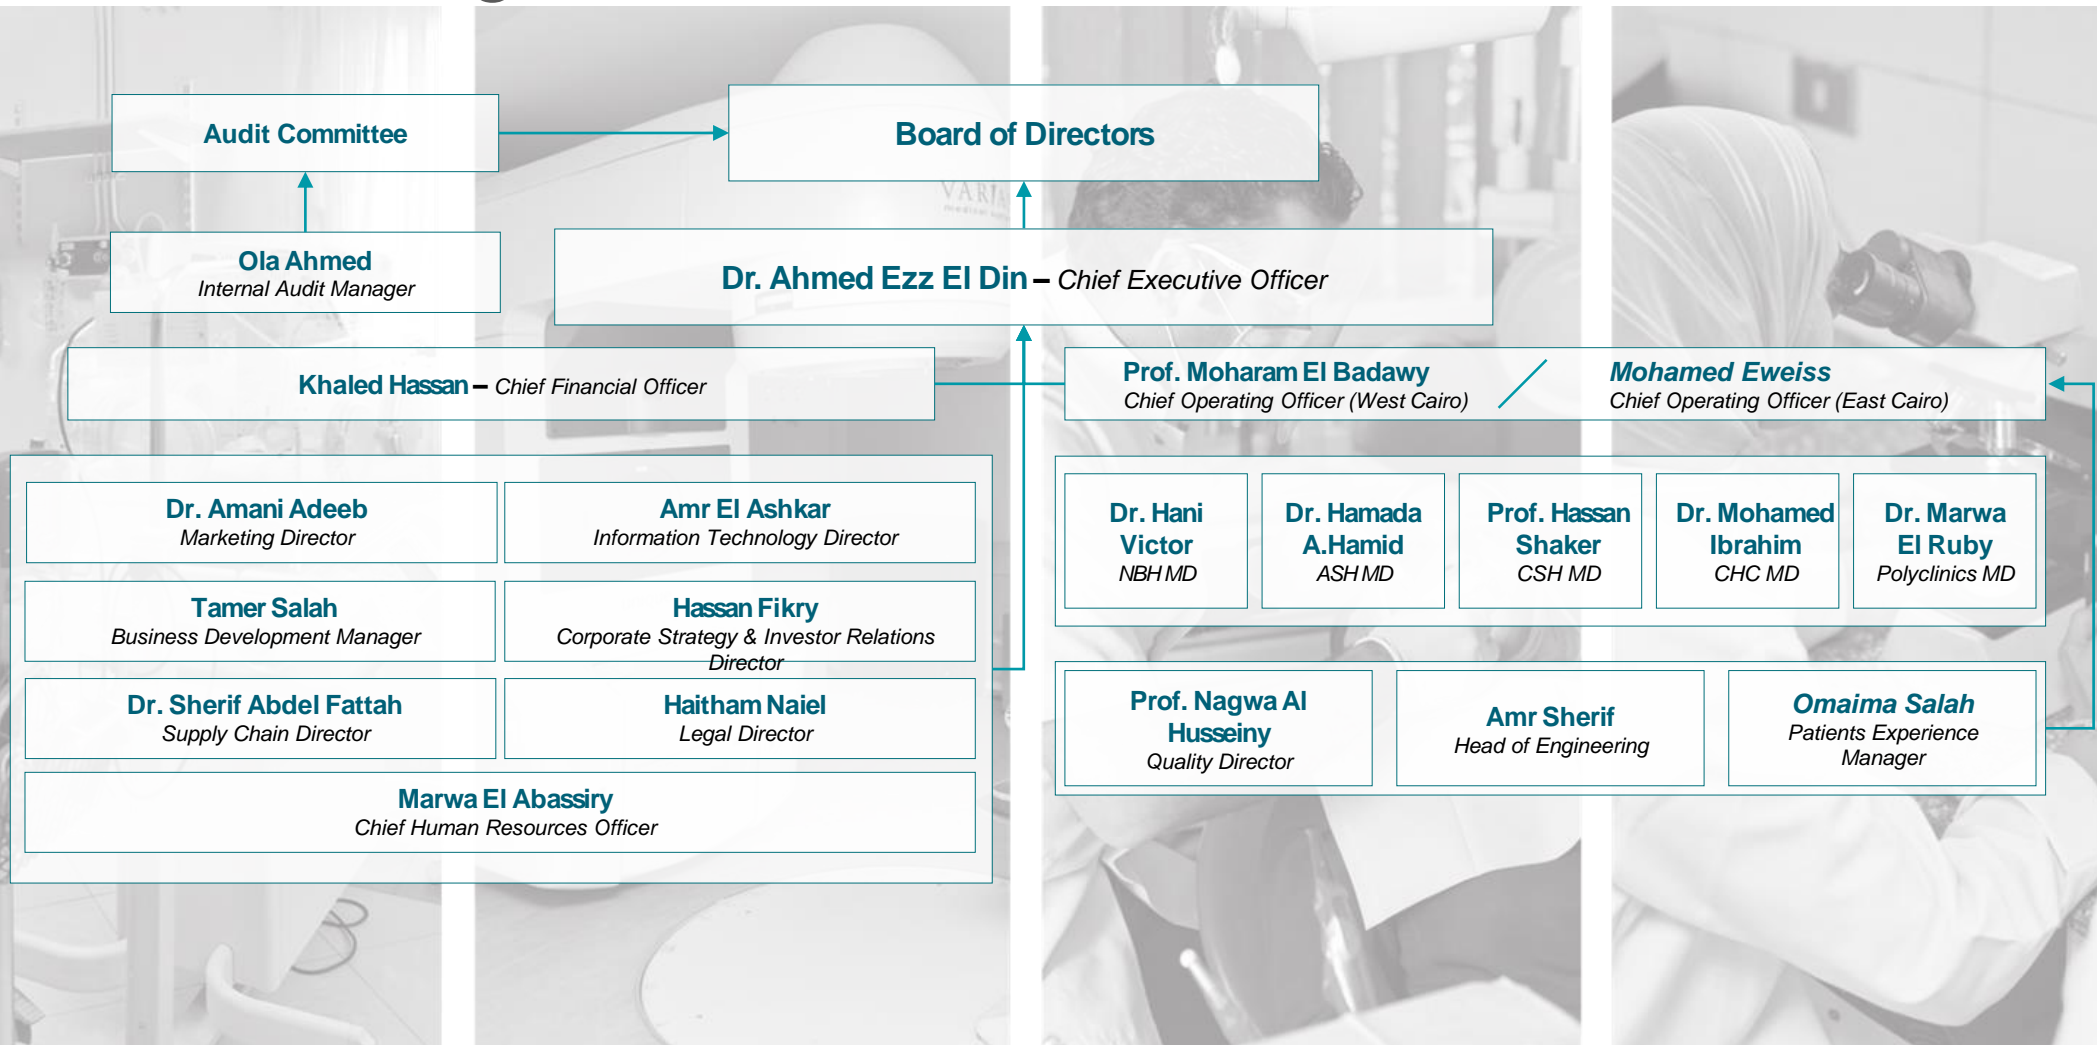 Audit Committee
Board of Directors
Ola Ahmed
Internal Audit Manager
Dr. Ahmed Ezz El Din – Chief Executive Officer
Khaled Hassan – Chief Financial Officer
Prof. Moharam El Badawy
Chief Operating Officer (West Cairo)
Mohamed Eweiss
Chief Operating Officer (East Cairo)
Dr. Amani Adeeb
Marketing Director
Amr El Ashkar
Information Technology Director
Tamer Salah
Business Development Manager
Hassan Fikry
Corporate Strategy & Investor Relations
Director
Dr. Sherif Abdel Fattah
Supply Chain Director
Haitham Naiel
Legal Director
Marwa El Abassiry
Chief Human Resources Officer
Dr. Hani
Victor
NBH MD
Dr. Hamada
A.Hamid
ASH MD
Prof. Hassan
Shaker
CSH MD
Dr. Mohamed
Ibrahim
CHC MD
Dr. Marwa
El Ruby
Polyclinics MD
Prof. Nagwa Al
Husseiny
Quality Director
Amr Sherif
Head of Engineering
Omaima Salah
Patients Experience
Manager